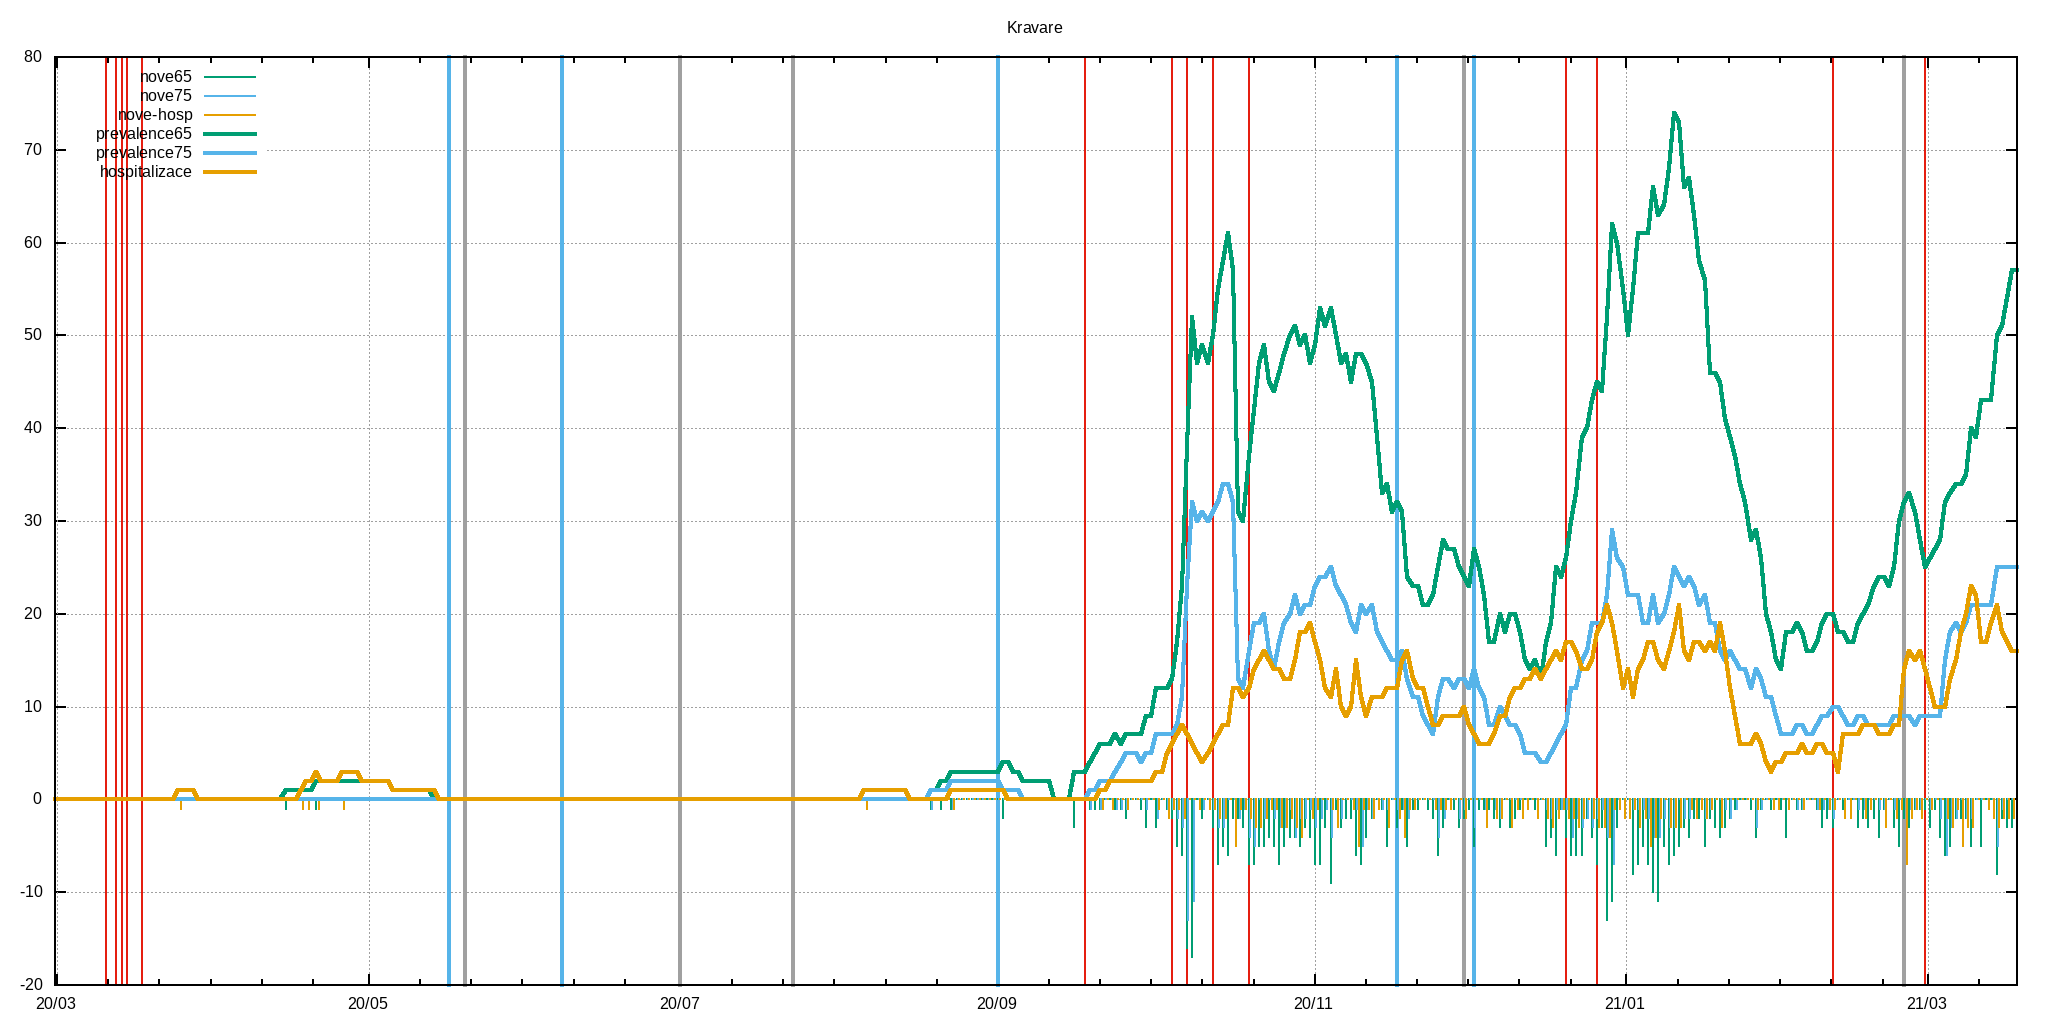 Kravare
80
nove65
nove75
nove-hosp
prevalence65
prevalence75
hospitalizace
70
60
50
40
30
20
10
0
-10
-20
20/03 20/05 20/07 20/09 20/11 21/01 21/03